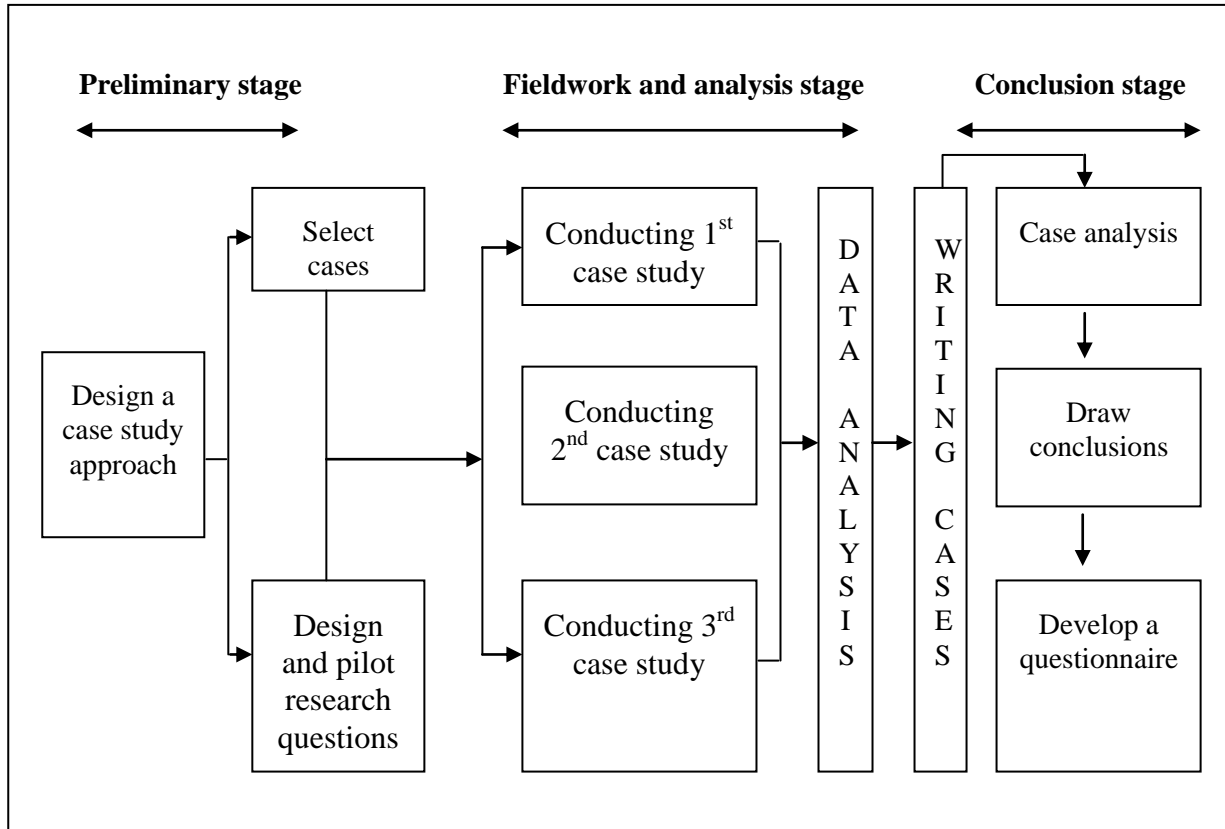 Preliminary stage
Fieldwork and analysis stage
Conclusion stage
Design a
case study
approach
Select
cases
Design
and pilot
research
questions
Conducting 1st
case study
Conducting
2nd case study
Conducting 3rd
case study
DATA ANALYSIS
WRITING CASES
Case analysis
Draw
conclusions
Develop a
questionnaire